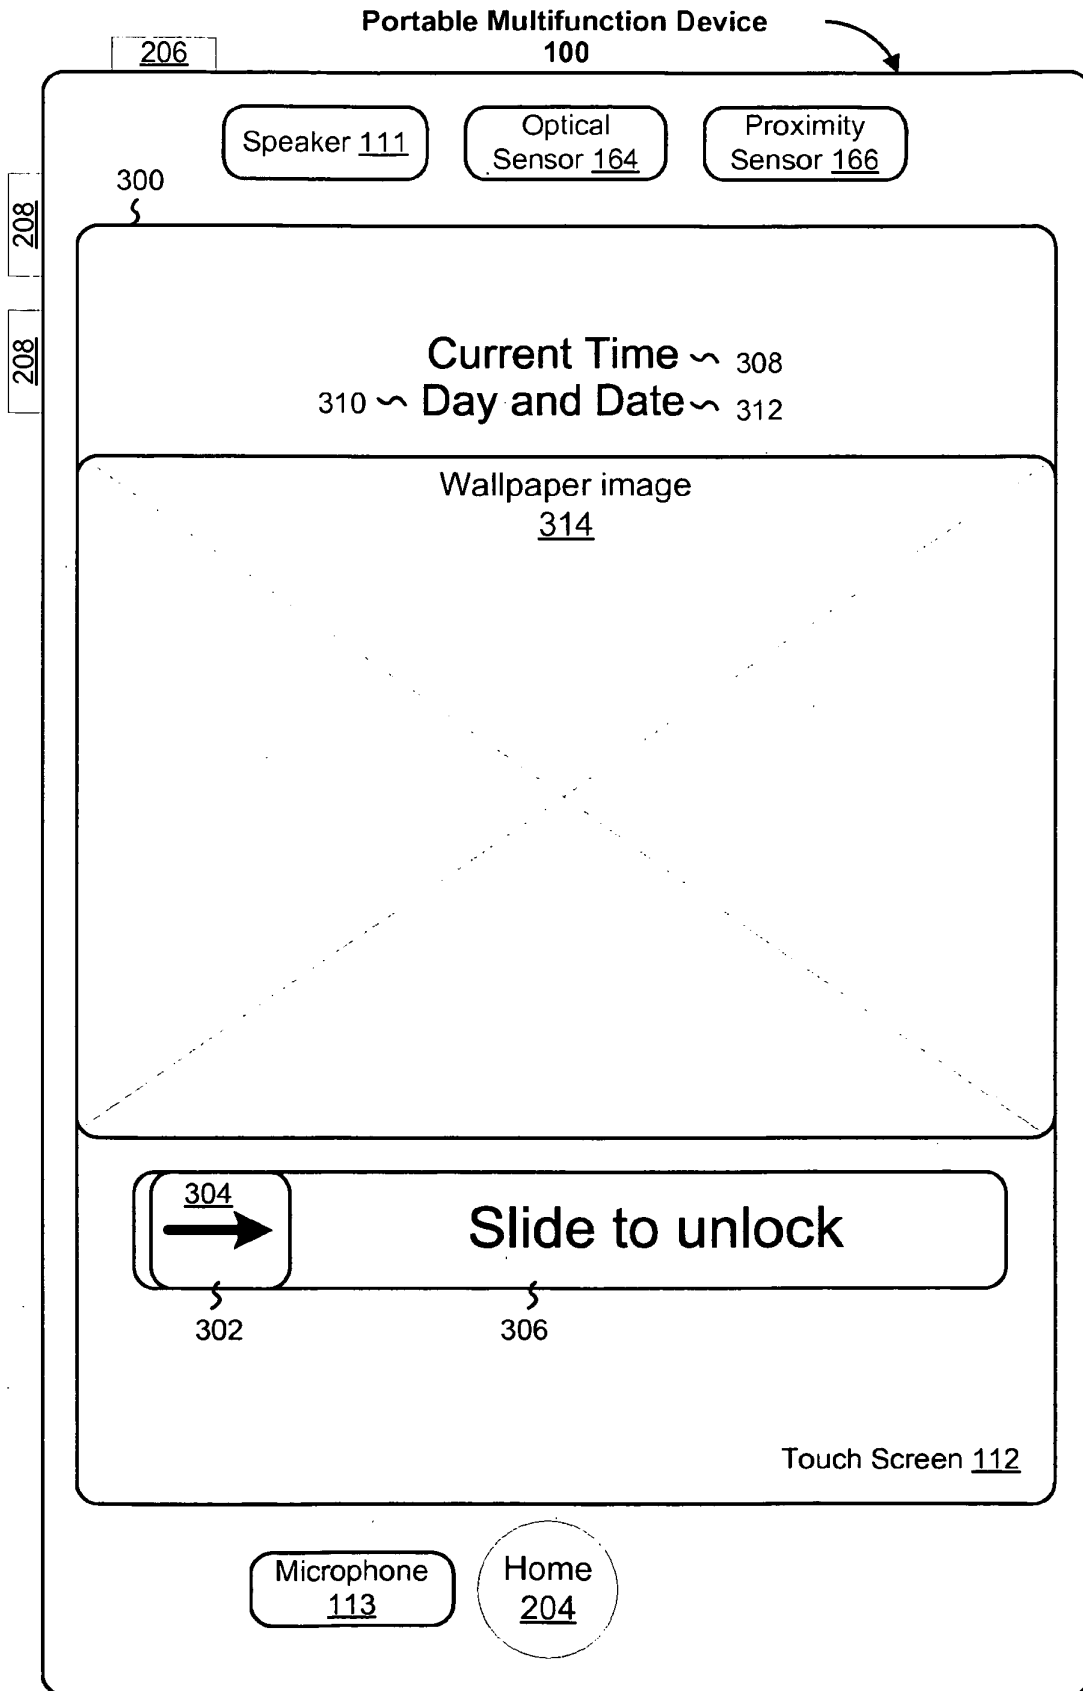 Portable Multifunction Device
100
206
Speaker 111
Optical
Sensor 164
Proximity
Sensor 166
300
208
208
Current Time 308
310 Day and Date 312
Wallpaper image
314
304
Slide to unlock
302
306
Touch Screen 112
Microphone
113
Home
204